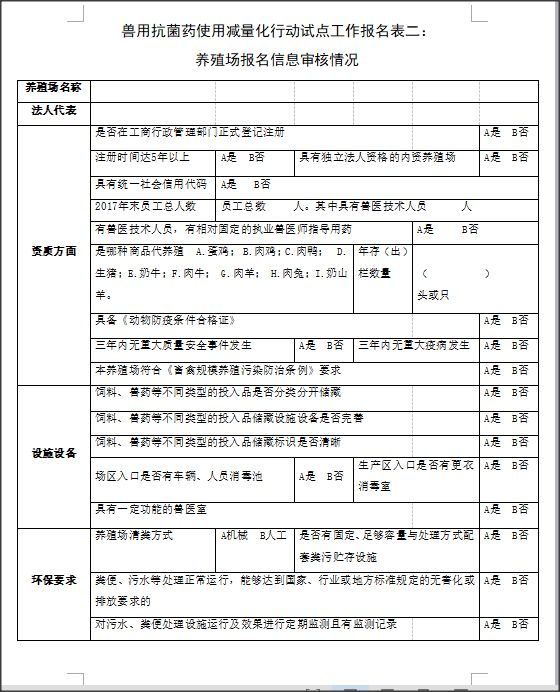 兽用抗菌药使用减量化行动试点工作报名表二：
养殖场报名信息审核情况
养殖场名称
法人代表
资质方面
是否在工商行政管理部门正式登记注册 A是 B否
注册时间达5年以上 A是 B否 具有独立法人资格的内资养殖场 A是 B否
具有统一社会信用代码 A是 B否
2017年末员工总人数 员工总数 人。其中具有兽医技术人员 人
有兽医技术人员，有相对固定的执业兽医师指导用药 A是 B否
是哪种商品代养殖 A.蛋鸡；B.肉鸡；C.肉鸭； D.
生猪；E.奶牛；F.肉牛； G.肉羊； H.肉兔；I.奶山
羊。
年存（出）
栏数量
（ ）
头或只
具备《动物防疫条件合格证》 A是 B否
三年内无重大质量安全事件发生 A是 B否 三年内无重大疫病发生 A是 B否
本养殖场符合《畜禽规模养殖污染防治条例》要求 A是 B否
设施设备
饲料、兽药等不同类型的投入品是否分类分开储藏 A是 B否
饲料、兽药等不同类型的投入品储藏设施设备是否完善 A是 B否
饲料、兽药等不同类型的投入品储藏标识是否清晰 A是 B否
场区入口是否有车辆、人员消毒池 A是 B否
生产区入口是否有更衣
消毒室
A是 B否
具有一定功能的兽医室 A是 B否
环保要求
养殖场清粪方式 A机械 B人工
是否有固定、足够容量与处理方式配
套粪污贮存设施
A是 B否
粪便、污水等处理正常运行，能够达到国家、行业或地方标准规定的无害化或
排放要求的
A是 B否
对污水、粪便处理设施运行及效果进行定期监测且有监测记录 A是 B否